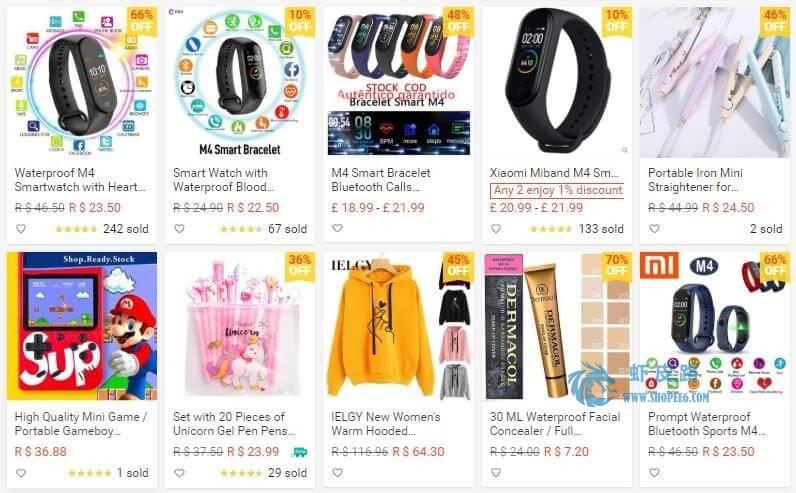 66%
OFF
Waterproof M4
Smartwatch with Heart...
R$ 46.50 R$ 23.50
242 sold
10%
OFF
M4 Smart Bracelet
Smart Watch with
Waterproof Blood...
R$ 24.90 R$ 22.50
67 sold
48%
OFF
STOCK COD
Autêntico garantido
Bracelet Smart M4
BPM more steps
M4 Smart Bracelet
Bluetooth Calls...
£ 18.99 - £ 21.99
10%
OFF
Xiaomi Miband M4 Sm...
Any 2 enjoy 1% discount
£ 20.99 - £ 21.99
133 sold
46%
OFF
Portable Iron Mini
Straightener for...
R$ 44.99 R$ 24.50
2 sold
Shop.Ready.Stock
Sup
High Quality Mini Game /
Portable Gameboy...
R$ 36.88
1 sold
36%
OFF
Unicorn
Set with 20 Pieces of
Unicorn Gel Pen Pens...
R$ 37.50 R$ 23.99
29 sold
45%
OFF
IELGY
IELGY New Women's
Warm Hooded...
R$ 116.96 R$ 64.30
70%
OFF
DERMACOL
DERMACOL
30 ML Waterproof Facial
Concealer / Full...
R$ 24.00 R$ 7.20
66%
OFF
mi M4
虾皮路
www.SHOPEE6.COM
Prompt Waterproof
Bluetooth Sports M4...
R$ 46.50 R$ 23.50